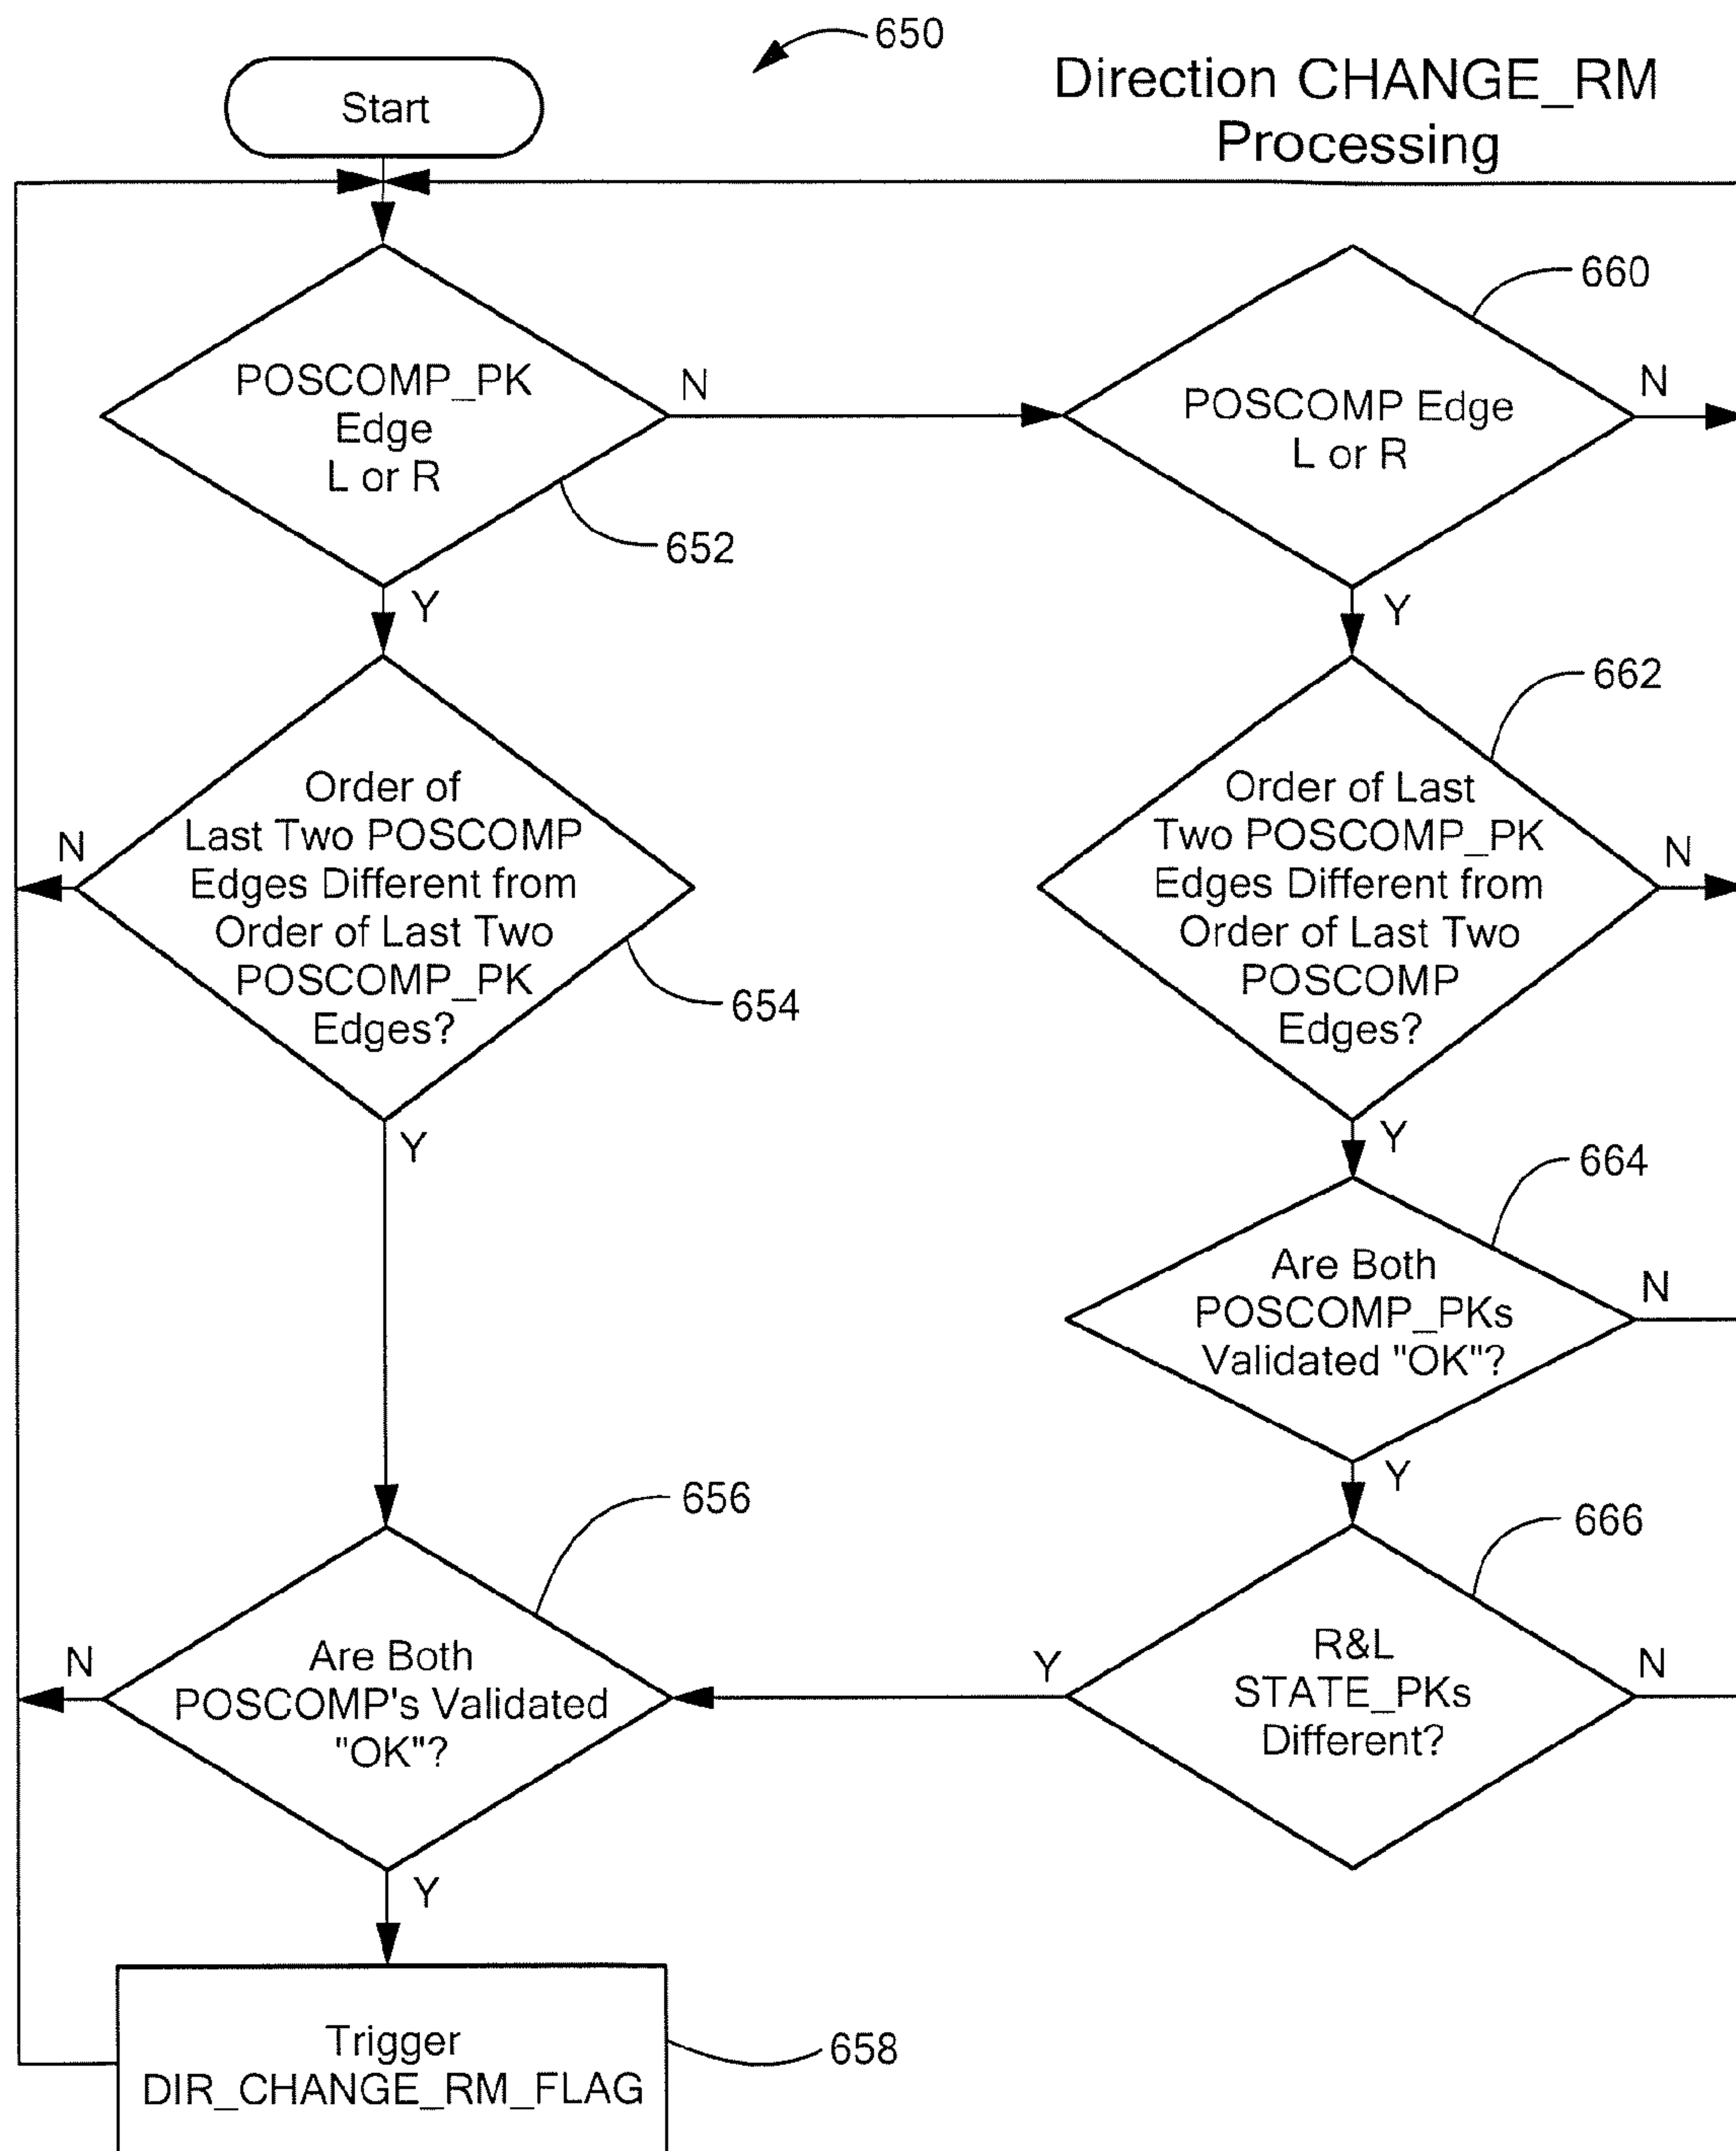 650
Direction CHANGE_RM
Processing
Start
POSCOMP_PK
Edge
L or R
N
652
Y
POSCOMP Edge
L or R
N
660
Y
Order of
Last Two POSCOMP
Edges Different from
Order of Last Two
POSCOMP_PK
Edges?
N
654
Y
Order of Last
Two POSCOMP_PK
Edges Different from
Order of Last Two
POSCOMP
Edges?
N
662
Y
Are Both
POSCOMP_PKs
Validated "OK"?
N
664
Y
R&L
STATE_PKs
Different?
N
666
Y
Are Both
POSCOMP's Validated
"OK"?
N
656
Y
Trigger
DIR_CHANGE_RM_FLAG
658